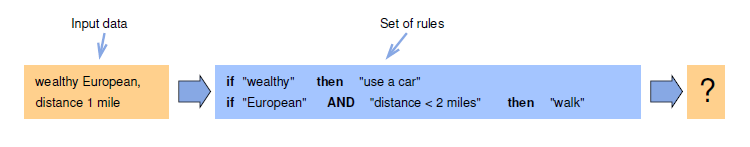 Input data
Set of rules
wealthy European,
distance 1 mile
if "wealthy" then "use a car"
if "European" AND "distance < 2 miles" then "walk"
?